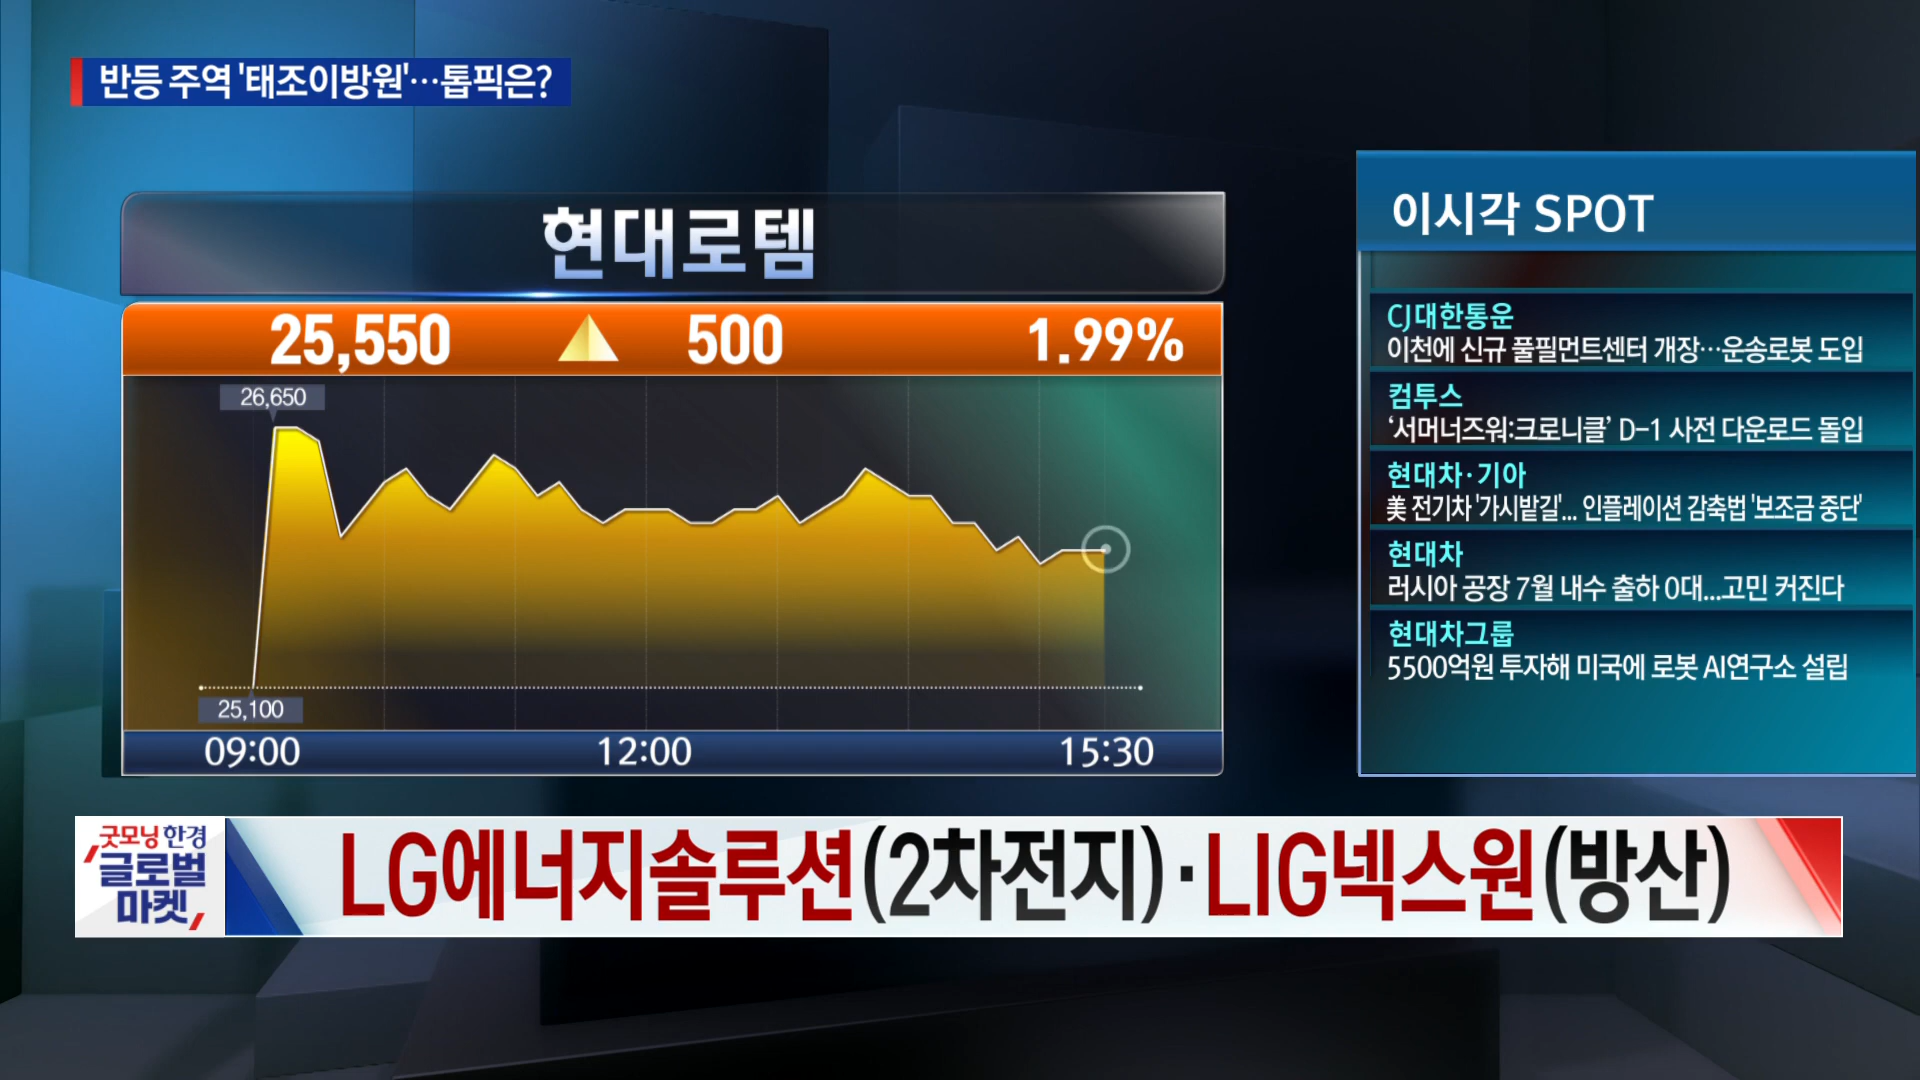 반등 주역 '태조이방원'…톱픽은?
현대로템
25,550 500 1.99%
26,650
25,100
09:00 12:00 15:30
이시각 SPOT
CJ대한통운
이천에 신규 풀필먼트센터 개장…운송로봇 도입
컴투스
‘서머너즈워:크로니클’ D-1 사전 다운로드 돌입
현대차·기아
美 전기차 '가시밭길'... 인플레이션 감축법 '보조금 중단'
현대차
러시아 공장 7월 내수 출하 0대...고민 커진다
현대차그룹
5500억원 투자해 미국에 로봇 AI연구소 설립
굿모닝 한경
글로벌
마켓
LG에너지솔루션(2차전지)·LIG넥스원(방산)